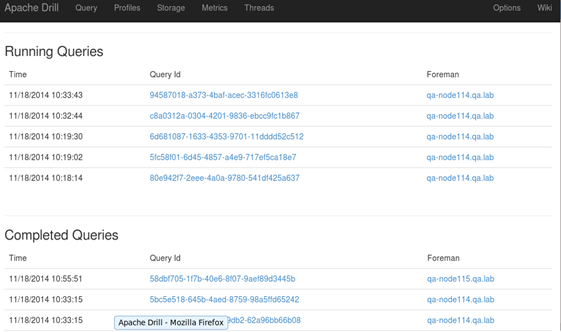 Apache Drill Query Profiles Storage Metrics Threads Options Wiki
Running Queries
Time Query Id Foreman
11/18/2014 10:33:43 94587018-a373-4baf-acec-3316fc0613e8 qa-node114.qa.lab
11/18/2014 10:32:44 c8a0312a-0304-4201-9836-ebcc9fc1b867 qa-node114.qa.lab
11/18/2014 10:19:30 6d681087-1633-4353-9701-11dddd52c512 qa-node114.qa.lab
11/18/2014 10:19:02 5fc58f01-6d45-4857-a4e9-717ef5ca18e7 qa-node114.qa.lab
11/18/2014 10:18:14 80e942f7-2eee-4a0a-9780-541df425a637 qa-node114.qa.lab
Completed Queries
Time Query Id Foreman
11/18/2014 10:55:51 58dbf705-1f7b-40e6-8f07-9aef89d3445b qa-node115.qa.lab
11/18/2014 10:33:15 5bc5e518-645b-4aed-8759-98a5ffd65242 qa-node114.qa.lab
11/18/2014 10:33:15 9db2-62a96bb66b08 qa-node114.qa.lab
Apache Drill - Mozilla Firefox